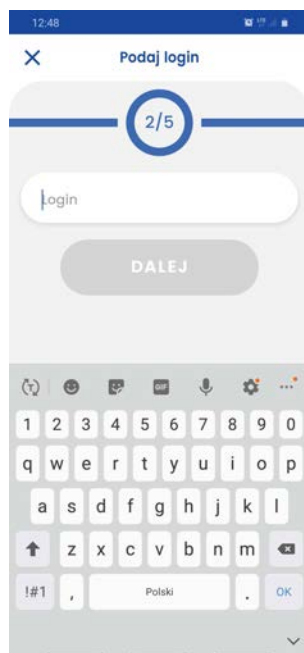 12:48
Podaj login
2/5
Login
DALEJ
GIF
1 2 3 4 5 6 7 8 9 0
q w e r t y u i o p
a s d f g h j k l
z x c v b n m
!#1 , Polski . OK